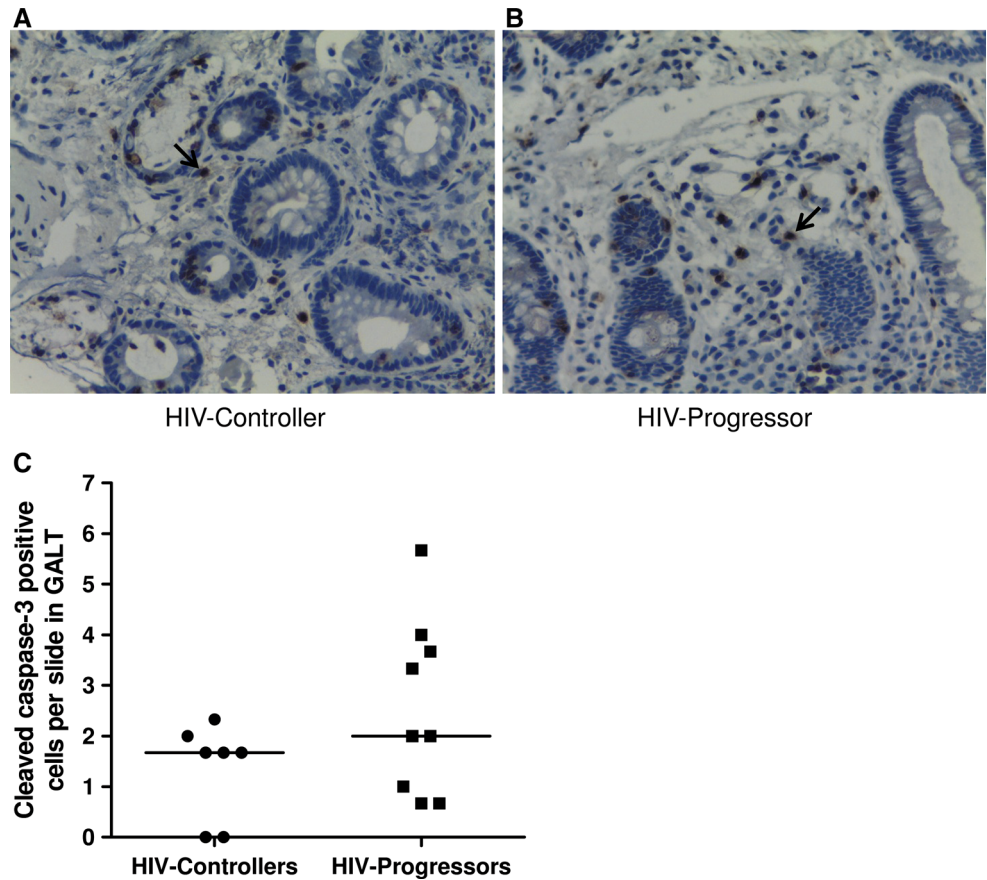 A
B
HIV-Controller
HIV-Progressor
C
Cleaved caspase-3 positive
cells per slide in GALT
7
6
5
4
3
2
1
0
HIV-Controllers
HIV-Progressors